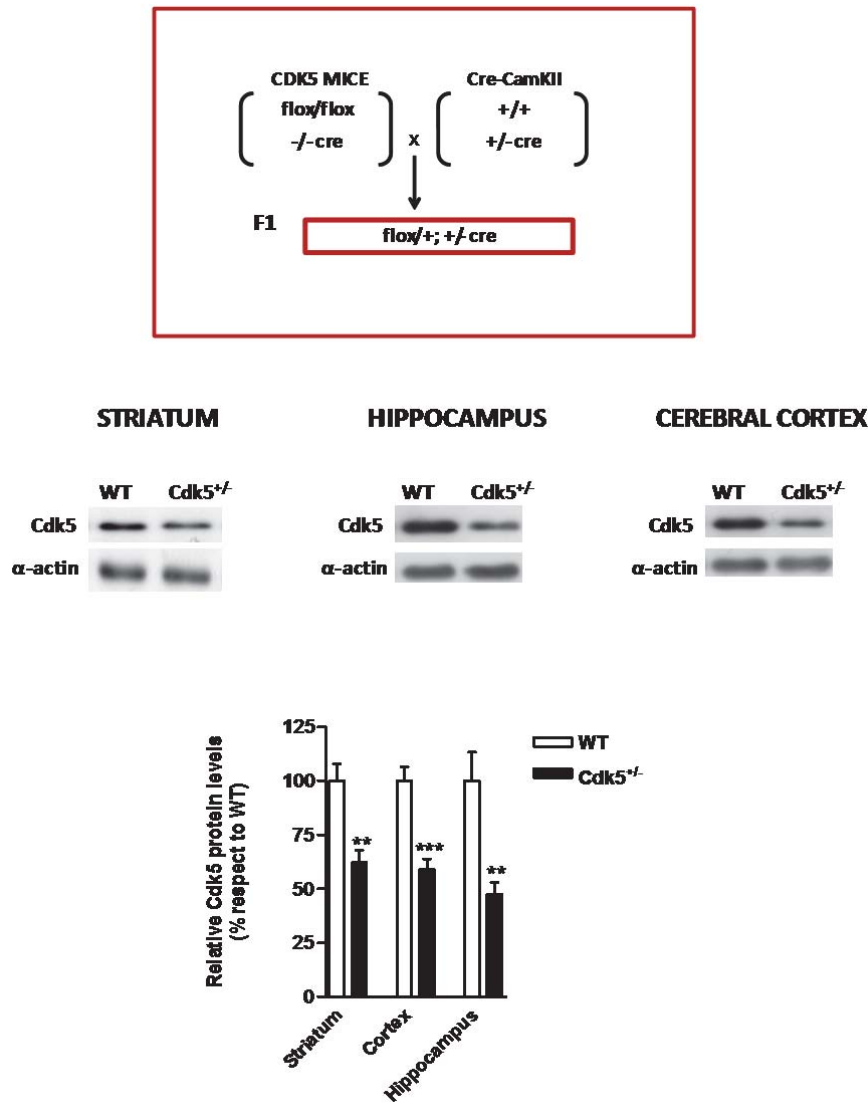 CDK5 MICE
flox/flox
-/- cre
x
Cre-CamKII
+/+
+/- cre
F1
flox/+; +/- cre
STRIATUM
HIPPOCAMPUS
CEREBRAL CORTEX
WT Cdk5+/-
Cdk5
α-actin
WT Cdk5+/-
Cdk5
α-actin
WT Cdk5+/-
Cdk5
α-actin
Relative Cdk5 protein levels
(% respect to WT)
125
100
75
50
25
0
**
***
**
WT
Cdk5+/-
Striatum
Cortex
Hippocampus